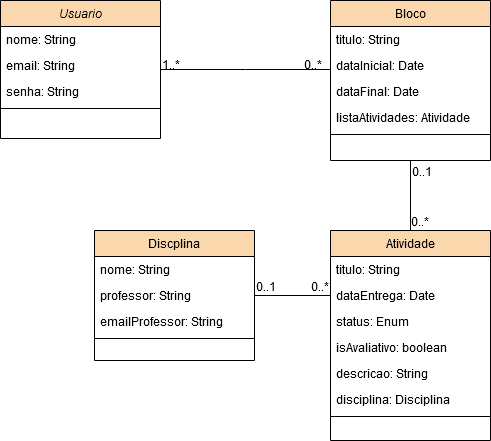 Usuario
nome: String
email: String
senha: String
1..*
0..*
Bloco
titulo: String
dataInicial: Date
dataFinal: Date
listaAtividades: Atividade
0..1
0..*
Discplina
nome: String
professor: String
emailProfessor: String
0..1
0..*
Atividade
titulo: String
dataEntrega: Date
status: Enum
isAvaliativo: boolean
descricao: String
disciplina: Disciplina